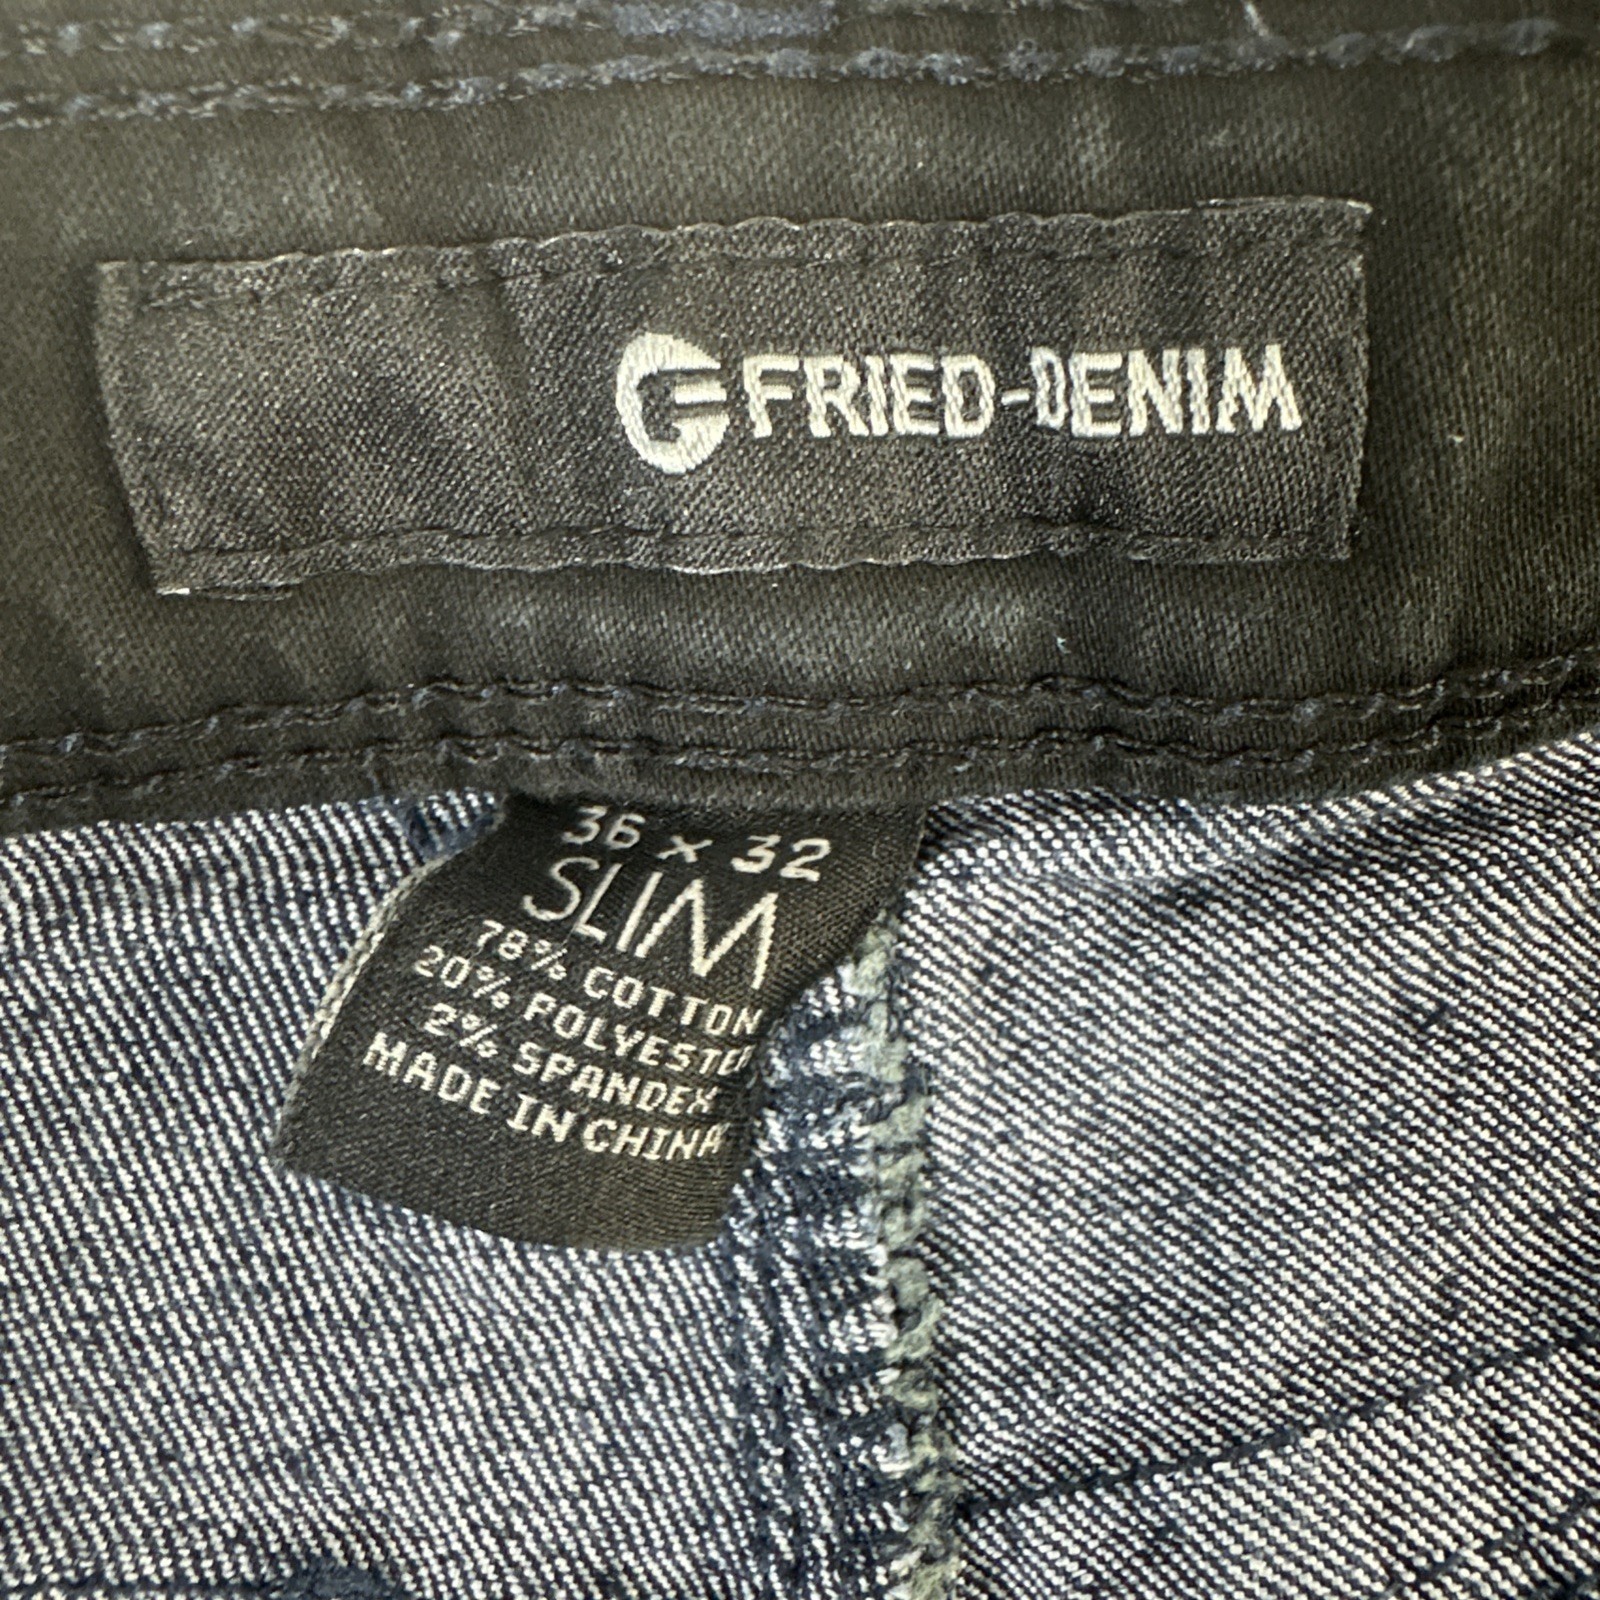 FRIED-DENIM
36 x 32
SLIM
78% COTTON
20% POLYESTER
2% SPANDEX
MADE IN CHINA